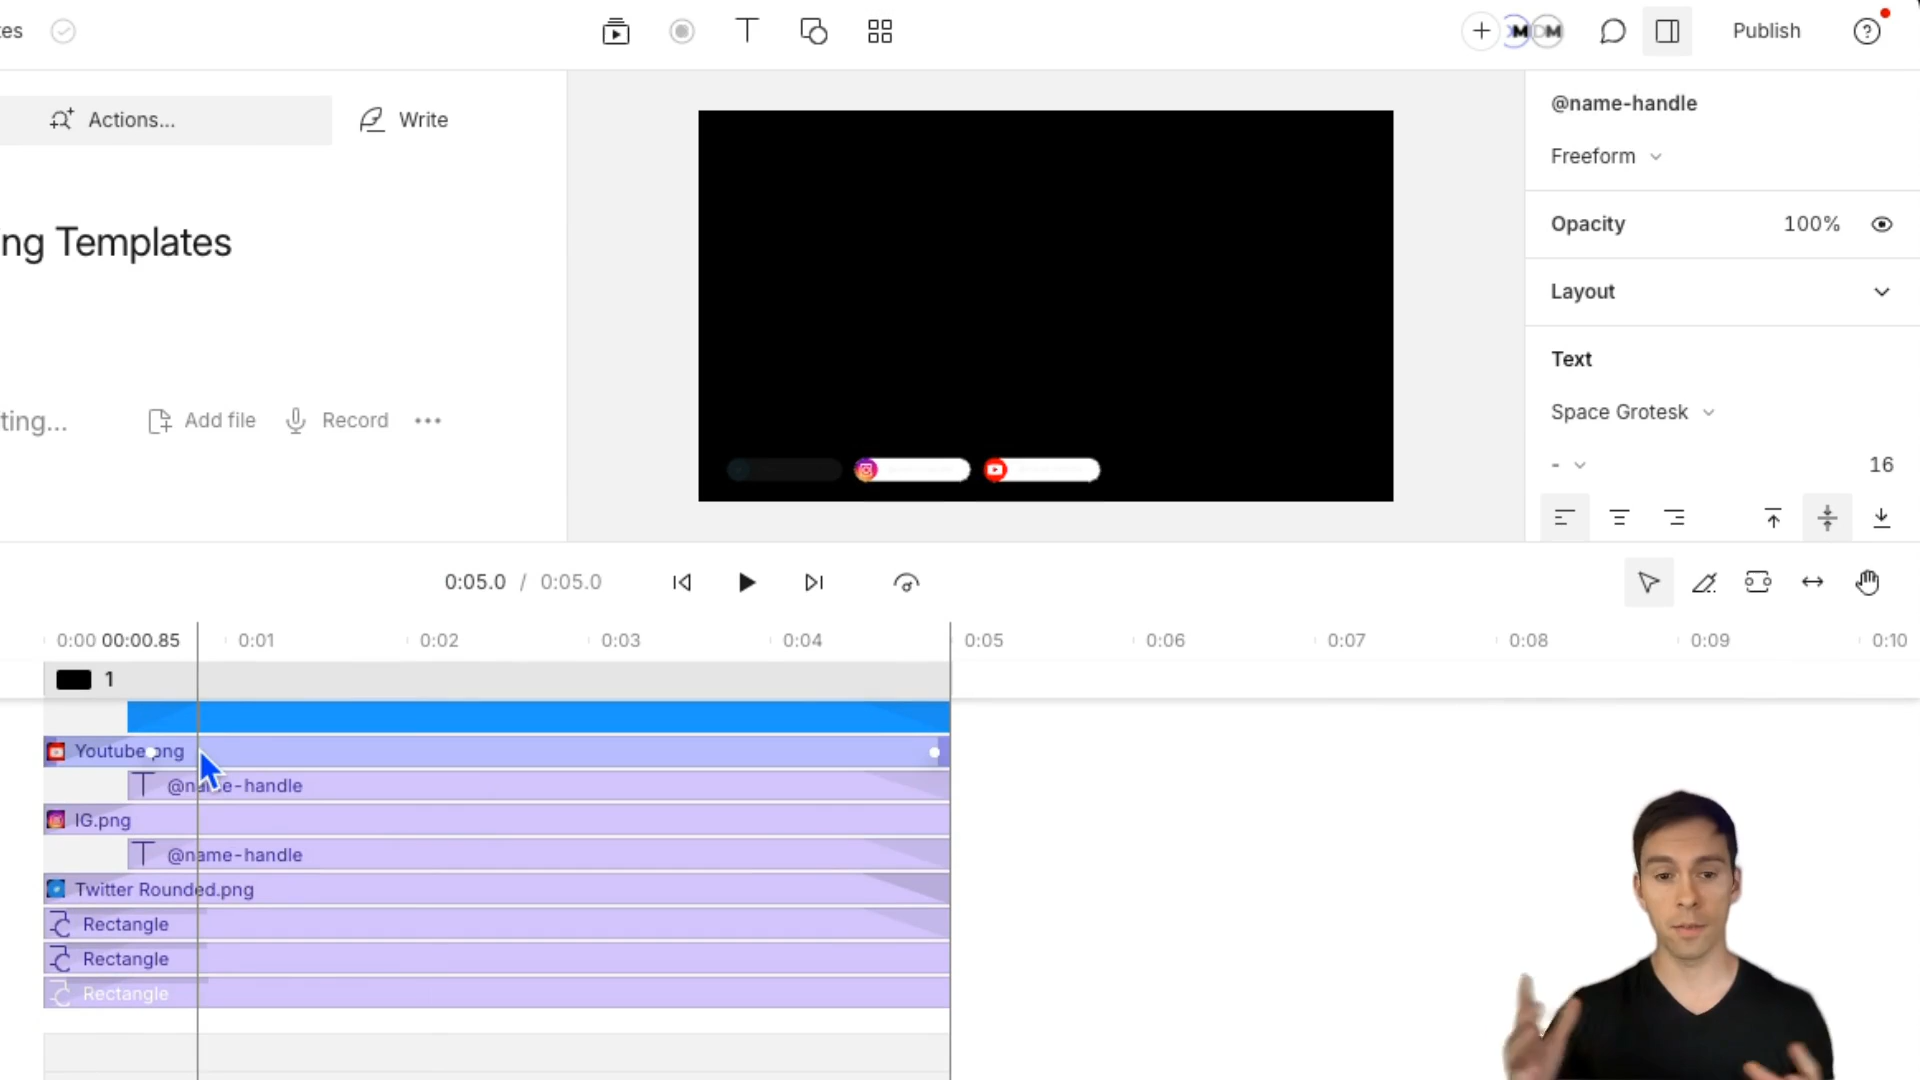 es
Publish
Actions...
Write
ng Templates
ting...
Add file
Record
@name-handle
Freeform
Opacity 100%
Layout
Text
Space Grotesk
- 16
0:05.0 / 0:05.0
0:00 00:00.85 0:01 0:02 0:03 0:04 0:05 0:06 0:07 0:08 0:09 0:10
1
Youtube.png
@name-handle
IG.png
@name-handle
Twitter Rounded.png
Rectangle
Rectangle
Rectangle